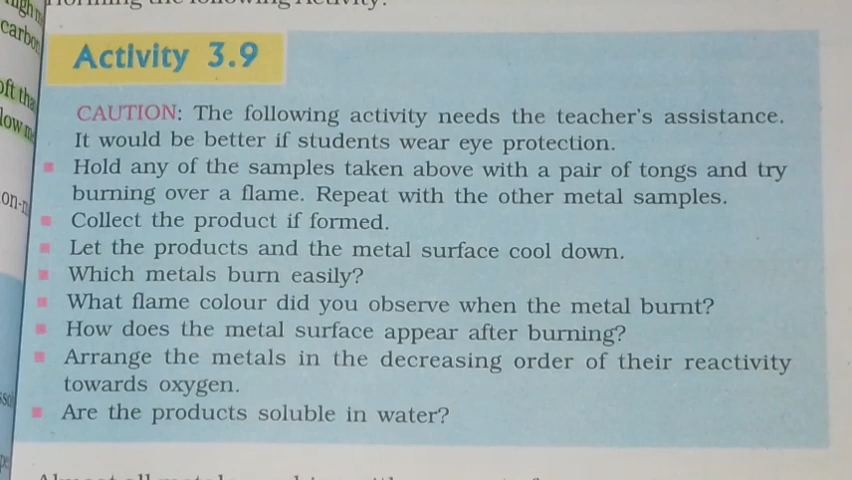 following Activity.
Activity 3.9
CAUTION: The following activity needs the teacher's assistance.
It would be better if students wear eye protection.
Hold any of the samples taken above with a pair of tongs and try
burning over a flame. Repeat with the other metal samples.
Collect the product if formed.
Let the products and the metal surface cool down.
Which metals burn easily?
What flame colour did you observe when the metal burnt?
How does the metal surface appear after burning?
Arrange the metals in the decreasing order of their reactivity
towards oxygen.
Are the products soluble in water?